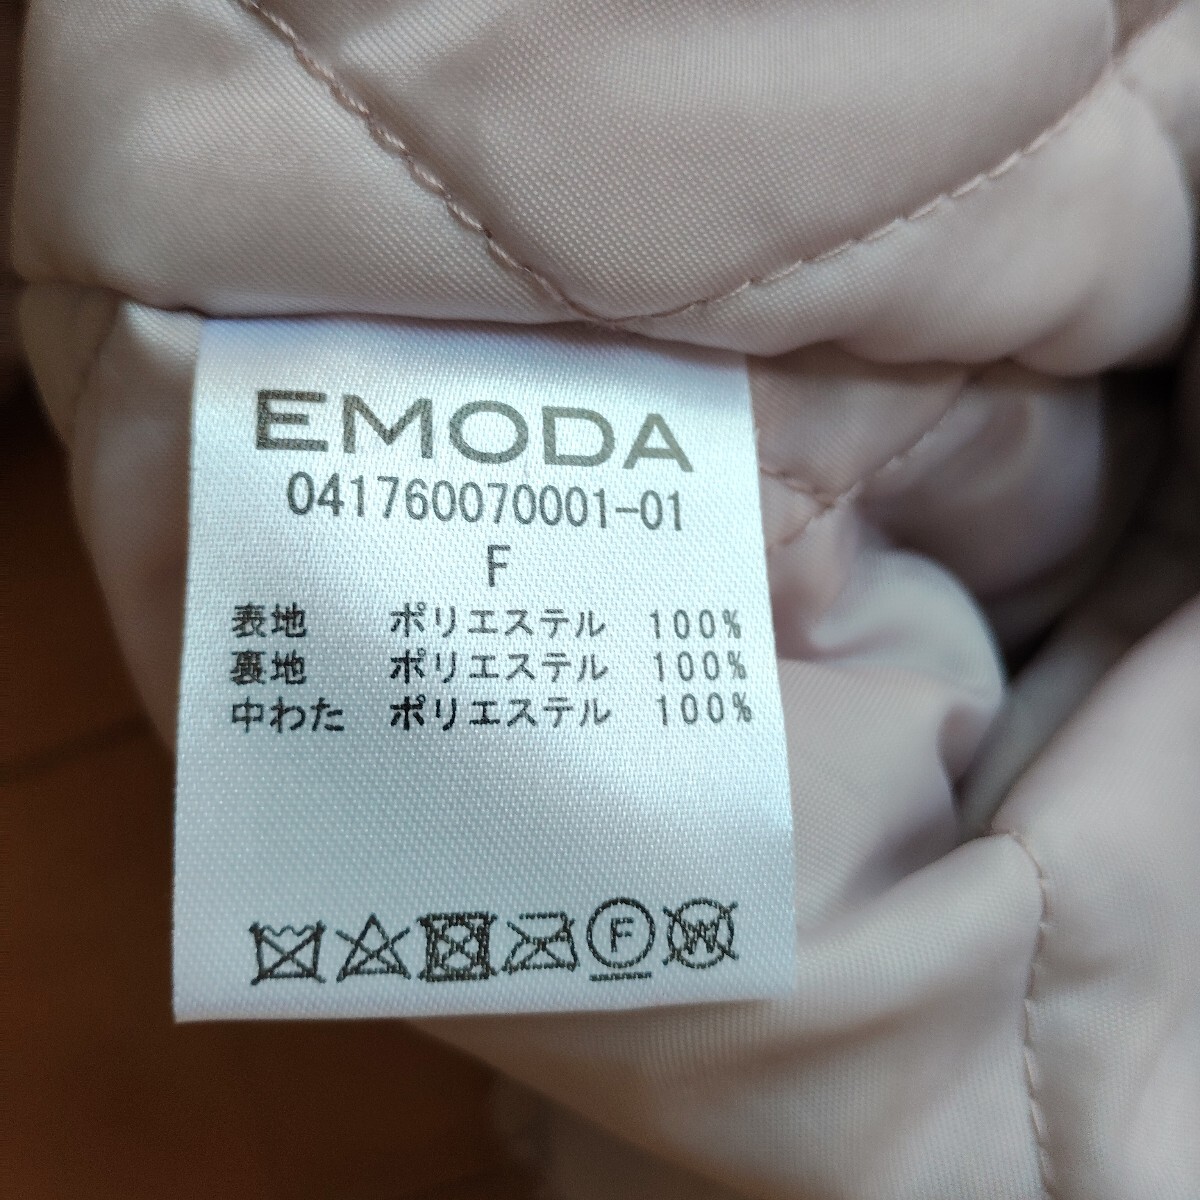 EMODA
041760070001-01
F
表地 ポリエステル 100%
裏地 ポリエステル 100%
中わた ポリエステル 100%
F W